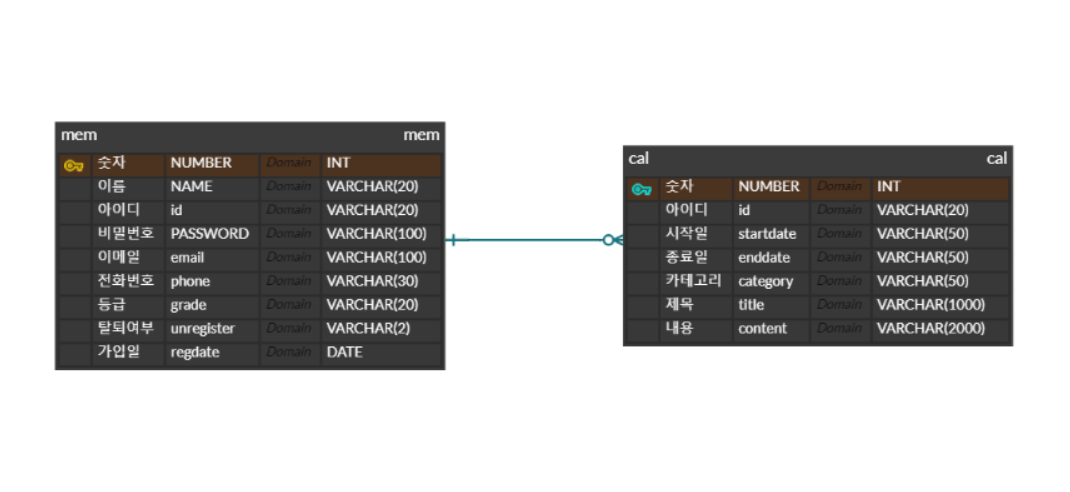 mem mem
숫자 NUMBER Domain INT
이름 NAME Domain VARCHAR(20)
아이디 id Domain VARCHAR(20)
비밀번호 PASSWORD Domain VARCHAR(100)
이메일 email Domain VARCHAR(100)
전화번호 phone Domain VARCHAR(30)
등급 grade Domain VARCHAR(20)
탈퇴여부 unregister Domain VARCHAR(2)
가입일 regdate Domain DATE
cal cal
숫자 NUMBER Domain INT
아이디 id Domain VARCHAR(20)
시작일 startdate Domain VARCHAR(50)
종료일 enddate Domain VARCHAR(50)
카테고리 category Domain VARCHAR(50)
제목 title Domain VARCHAR(1000)
내용 content Domain VARCHAR(2000)